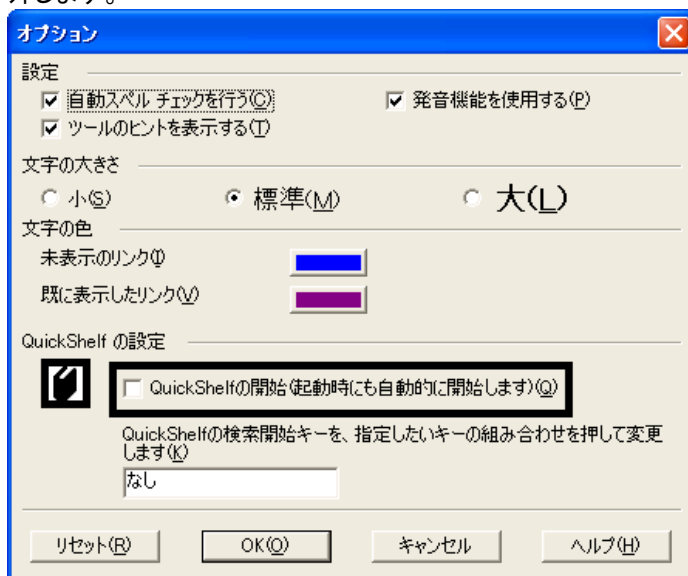 オプション
設定
自動スペル チェックを行う(C)
発音機能を使用する(P)
ツールのヒントを表示する(T)
文字の大きさ
小(S)
標準(M)
大(L)
文字の色
未表示のリンク(I)
既に表示したリンク(V)
QuickShelf の設定
QuickShelfの開始(起動時にも自動的に開始します)(Q)
QuickShelfの検索開始キーを、指定したいキーの組み合わせを押して変更
します(K)
なし
リセット(R)
OK(O)
キャンセル
ヘルプ(H)